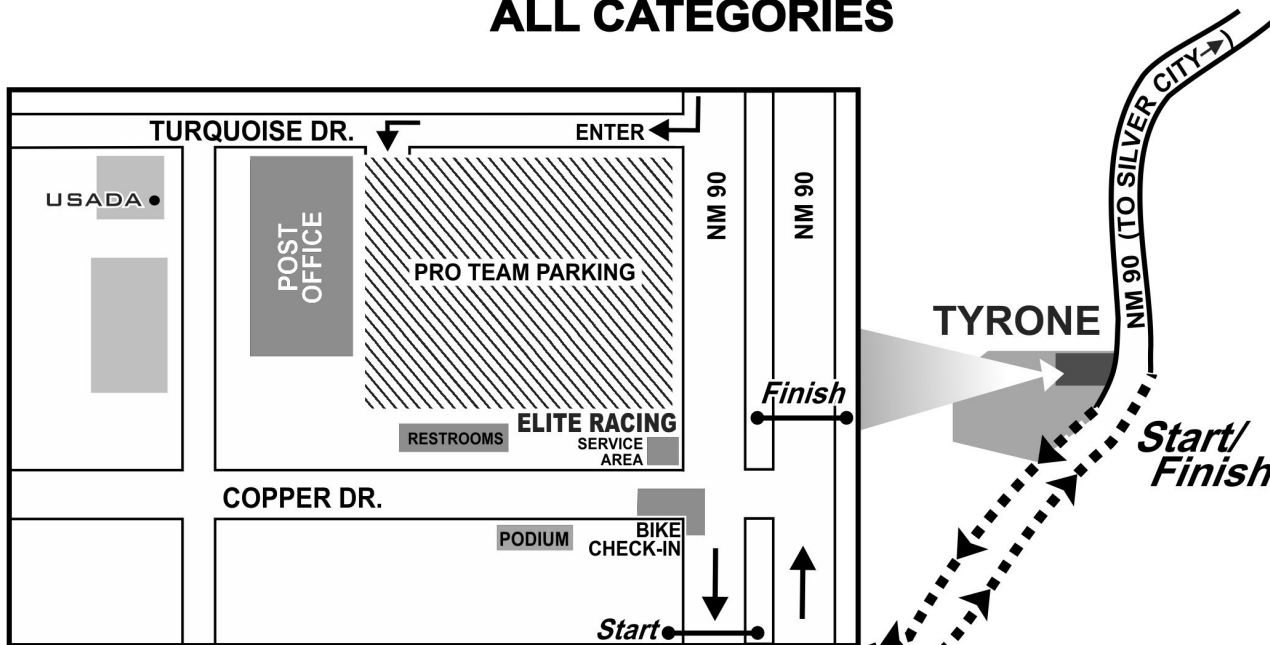 ALL CATEGORIES
TURQUOISE DR.
ENTER
USADA
POST
OFFICE
PRO TEAM PARKING
NM 90
NM 90
Finish
ELITE RACING
RESTROOMS
SERVICE
AREA
COPPER DR.
PODIUM
BIKE
CHECK-IN
Start
TYRONE
NM 90 (TO SILVER CITY→)
Start/
Finish